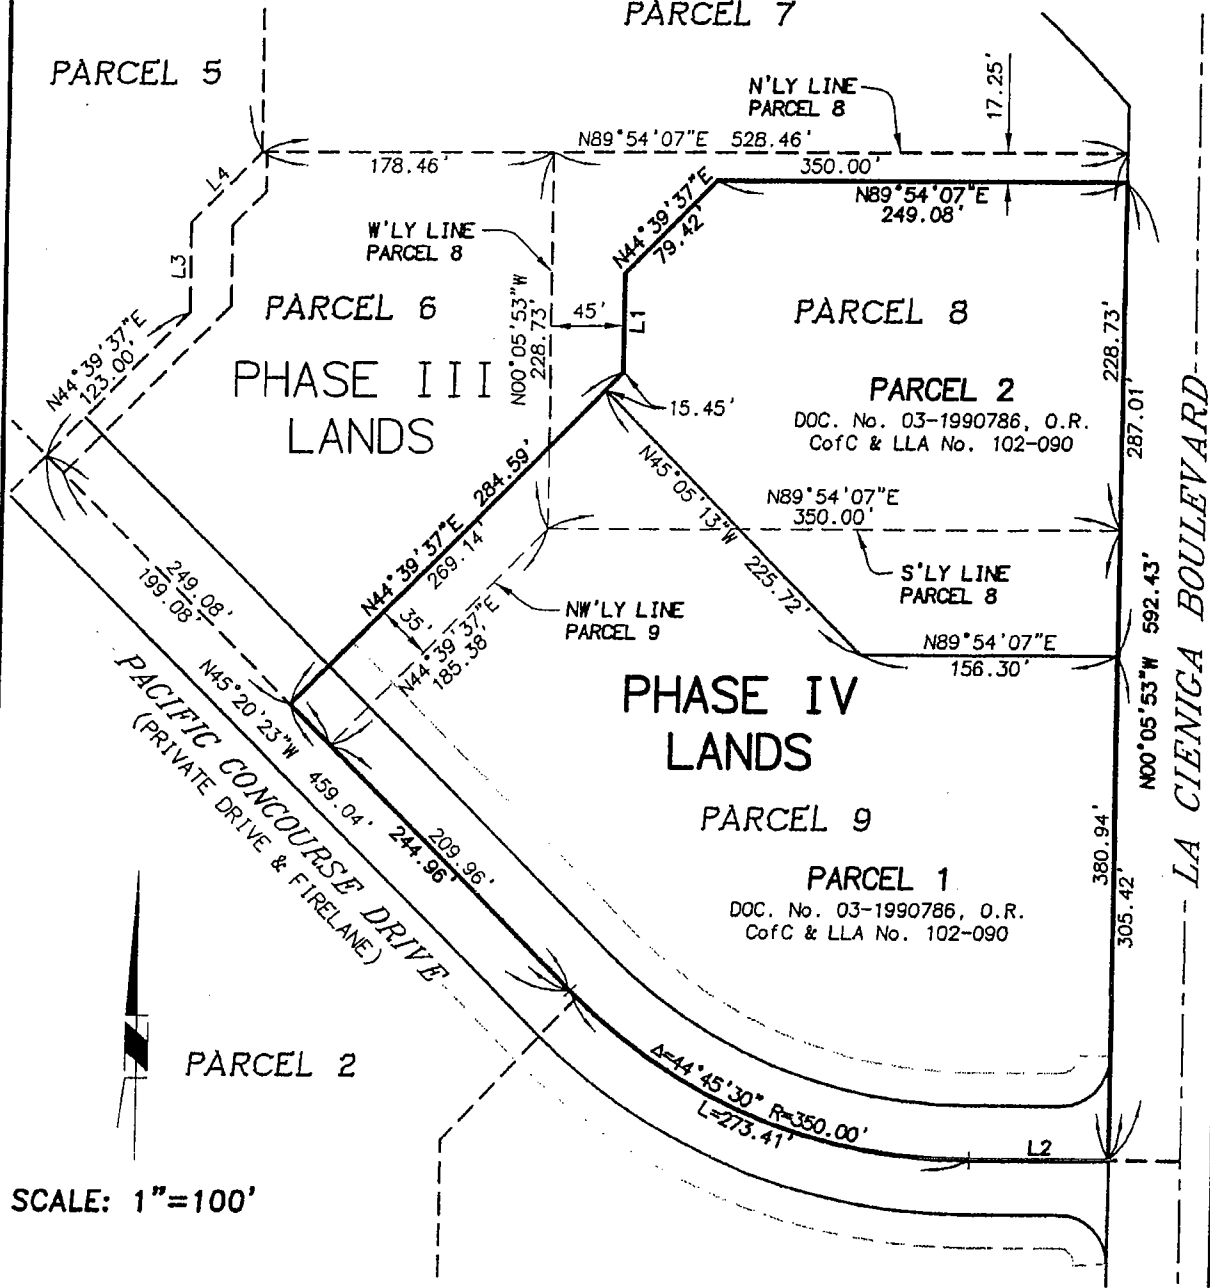 PARCEL 7
PARCEL 5
N'LY LINE
PARCEL 8
17.25'
N89°54'07"E 528.46'
178.46'
350.00'
L4
N44°39'37"E
79.42'
N89°54'07"E
249.08'
W'LY LINE
PARCEL 8
L3
PARCEL 6
N00°05'53"W
228.73'
45'
L1
PARCEL 8
228.73'
287.01'
N44°39'37"E
123.00'
PHASE III
LANDS
15.45'
PARCEL 2
DOC. No. 03-1990786, O.R.
CofC & LLA No. 102-090
LA CIENIGA BOULEVARD
N44°39'37"E 284.59'
269.14'
N45°05'13"W
225.72'
N89°54'07"E
350.00'
S'LY LINE
PARCEL 8
249.08'
199.08'
35'
N44°39'37"E
185.38'
NW'LY LINE
PARCEL 9
N89°54'07"E
156.30'
N00°05'53"W 592.43'
PHASE IV
LANDS
PACIFIC CONCOURSE DRIVE
(PRIVATE DRIVE & FIRELANE)
N45°20'23"W 459.04'
209.96'
244.96'
PARCEL 9
380.94'
305.42'
PARCEL 1
DOC. No. 03-1990786, O.R.
CofC & LLA No. 102-090
PARCEL 2
Δ=44°45'30" R=350.00'
L=273.41'
L2
SCALE: 1"=100'